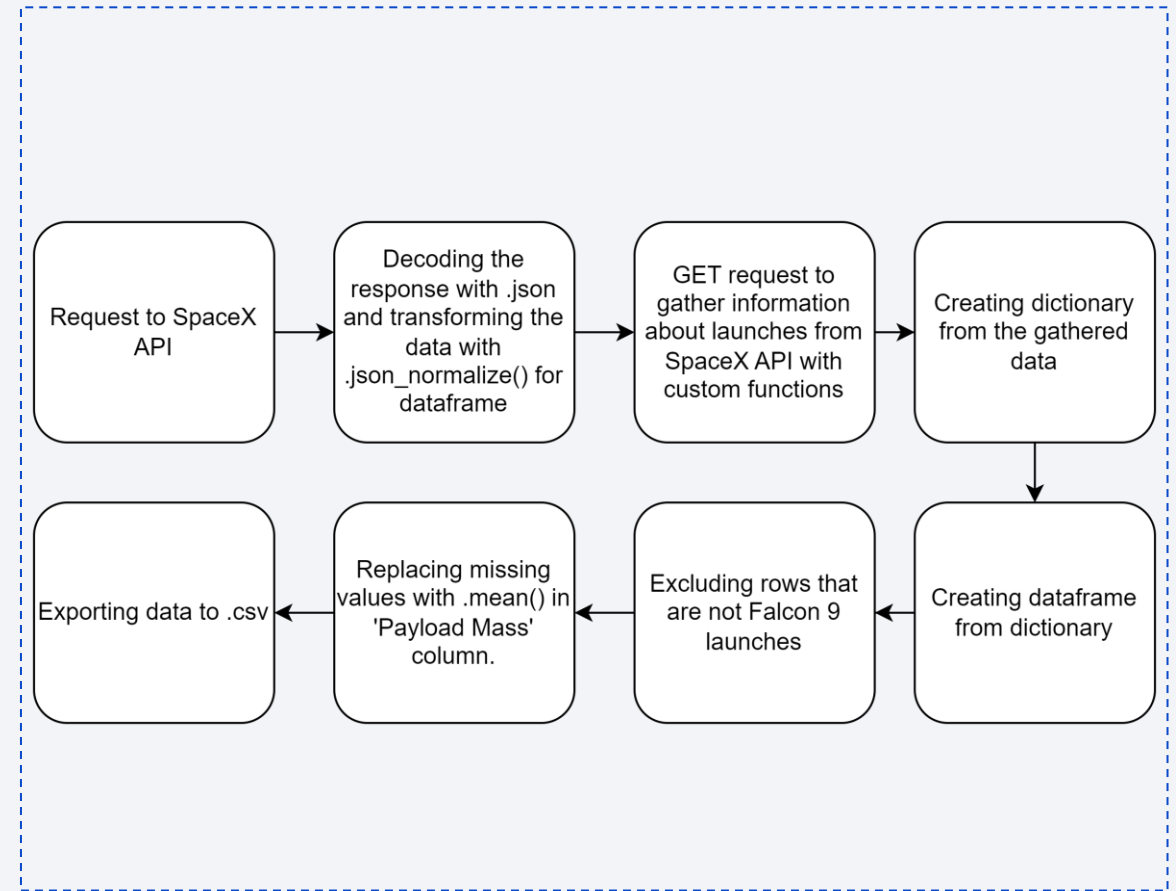 Request to SpaceX
API
Decoding the
response with .json
and transforming the
data with
.json_normalize() for
dataframe
GET request to
gather information
about launches from
SpaceX API with
custom functions
Creating dictionary
from the gathered
data
Exporting data to .csv
Replacing missing
values with .mean() in
'Payload Mass'
column.
Excluding rows that
are not Falcon 9
launches
Creating dataframe
from dictionary